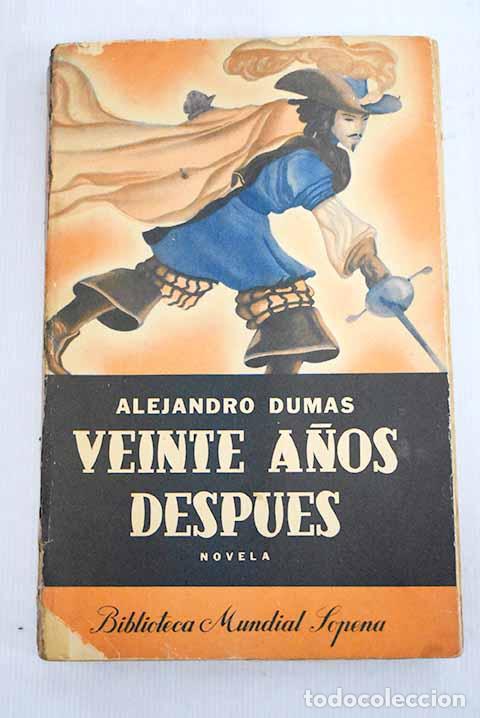 ALEJANDRO DUMAS
VEINTE AÑOS
DESPUES
NOVELA
Biblioteca Mundial Sopena
todocoleccion